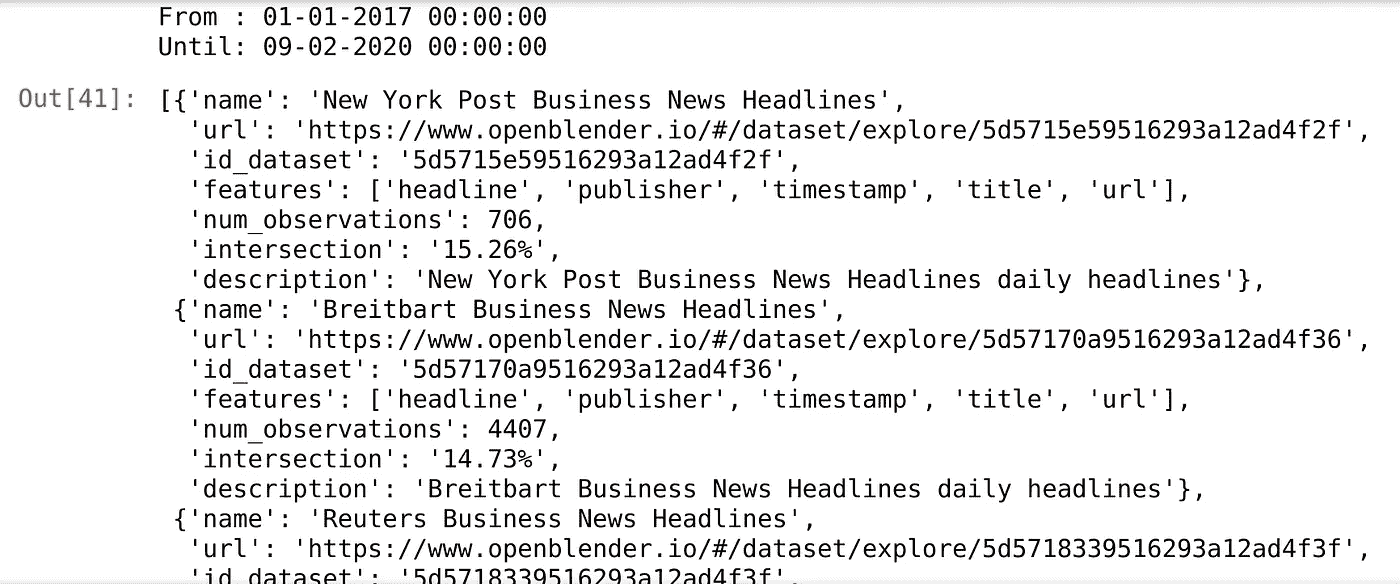 From : 01-01-2017 00:00:00
Until: 09-02-2020 00:00:00
Out[41]: [{'name': 'New York Post Business News Headlines',
'url': 'https://www.openblender.io/#/dataset/explore/5d5715e59516293a12ad4f2f',
'id_dataset': '5d5715e59516293a12ad4f2f',
'features': ['headline', 'publisher', 'timestamp', 'title', 'url'],
'num_observations': 706,
'intersection': '15.26%',
'description': 'New York Post Business News Headlines daily headlines'},
{'name': 'Breitbart Business News Headlines',
'url': 'https://www.openblender.io/#/dataset/explore/5d57170a9516293a12ad4f36',
'id_dataset': '5d57170a9516293a12ad4f36',
'features': ['headline', 'publisher', 'timestamp', 'title', 'url'],
'num_observations': 4407,
'intersection': '14.73%',
'description': 'Breitbart Business News Headlines daily headlines'},
{'name': 'Reuters Business News Headlines',
'url': 'https://www.openblender.io/#/dataset/explore/5d5718339516293a12ad4f3f',
'id_dataset': '5d5718339516293a12ad4f3f',